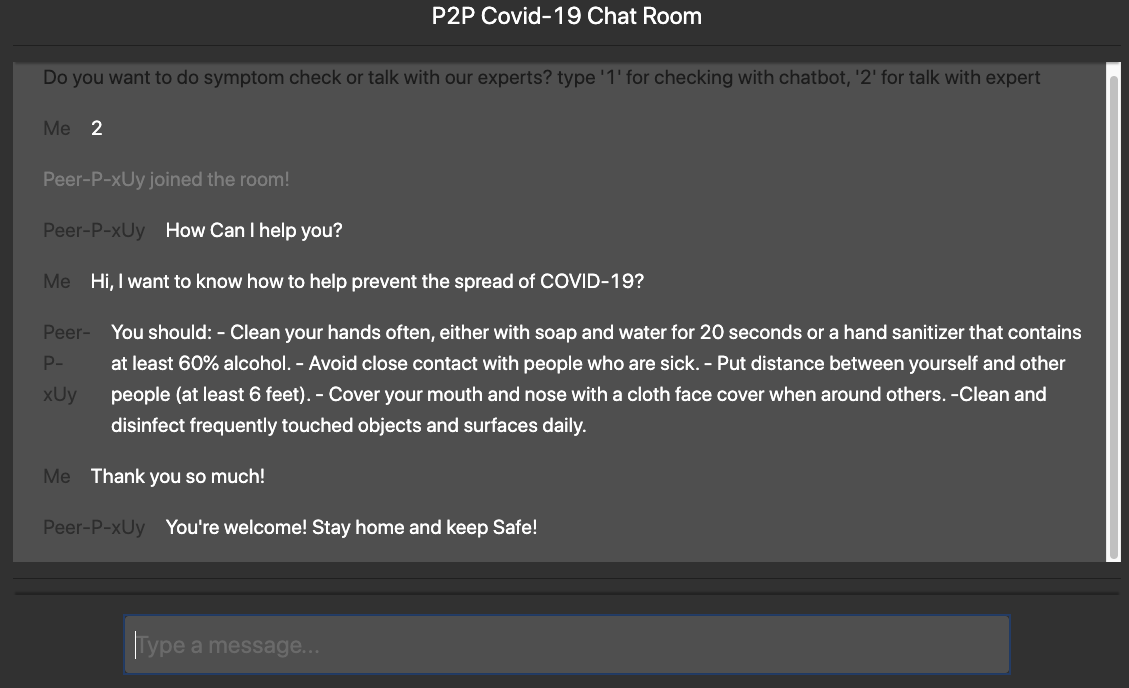 P2P Covid-19 Chat Room
Do you want to do symptom check or talk with our experts? type '1' for checking with chatbot, '2' for talk with expert
Me 2
Peer-P-xUy joined the room!
Peer-P-xUy How Can I help you?
Me Hi, I want to know how to help prevent the spread of COVID-19?
Peer- You should: - Clean your hands often, either with soap and water for 20 seconds or a hand sanitizer that contains
P- at least 60% alcohol. - Avoid close contact with people who are sick. - Put distance between yourself and other
xUy people (at least 6 feet). - Cover your mouth and nose with a cloth face cover when around others. -Clean and
disinfect frequently touched objects and surfaces daily.
Me Thank you so much!
Peer-P-xUy You're welcome! Stay home and keep Safe!
Type a message...